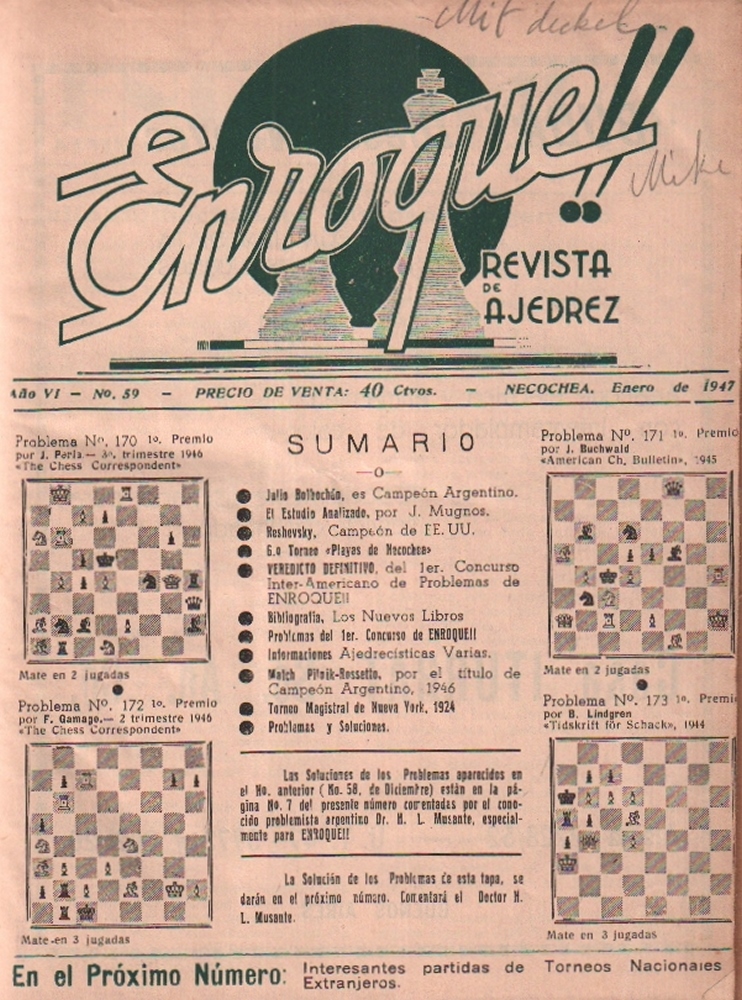 Mit deckel
Enroque!!
Mike
REVISTA
DE
AJEDREZ
Año VI — No. 59 — PRECIO DE VENTA: 40 Ctvos. — NECOCHEA. Enero de 1947
Problema Nº. 170 1º. Premio
por J. Perla — 3º. trimestre 1946
«The Chess Correspondent»
Mate en 2 jugadas
Problema Nº. 172 1º. Premio
por F. Gamage.— 2 trimestre 1946
«The Chess Correspondent»
Mate en 3 jugadas
SUMARIO
Julio Bolbochán, es Campeón Argentino.
El Estudio Analizado, por J. Mugnos.
Reshevsky, Campeón de EE. UU.
6.o Torneo «Playas de Necochea»
VEREDICTO DEFINITIVO, del 1er. Concurso
Inter-Americano de Problemas de
ENROQUE!!
Bibliografía, Los Nuevos Libros
Problemas del 1er. Concurso de ENROQUE!!
Informaciones Ajedrecísticas Varias.
Match Pilnik-Rossetto, por el título de
Campeón Argentino, 1946
Torneo Magistral de Nueva York, 1924
Problemas y Soluciones.
Las Soluciones de los Problemas aparecidos en
el No. anterior (No. 58, de Diciembre) están en la pá-
gina No. 7 del presente número comentadas por el cono-
cido problemista argentino Dr. H. L. Musante, especial-
mente para ENROQUE!!
La Solución de los Problemas de esta tapa, se
darán en el próximo número. Comentará el Doctor H.
L. Musante.
Problema Nº. 171 1º. Premio
por J. Buchwald
«American Ch. Bulletin», 1945
Mate en 2 jugadas
Problema Nº. 173 1º. Premi
por B. Lindgren
«Tidskrift för Schack», 1944
Mate en 3 jugadas
En el Próximo Número: Interesantes partidas de Torneos Nacionales
Extranjeros.